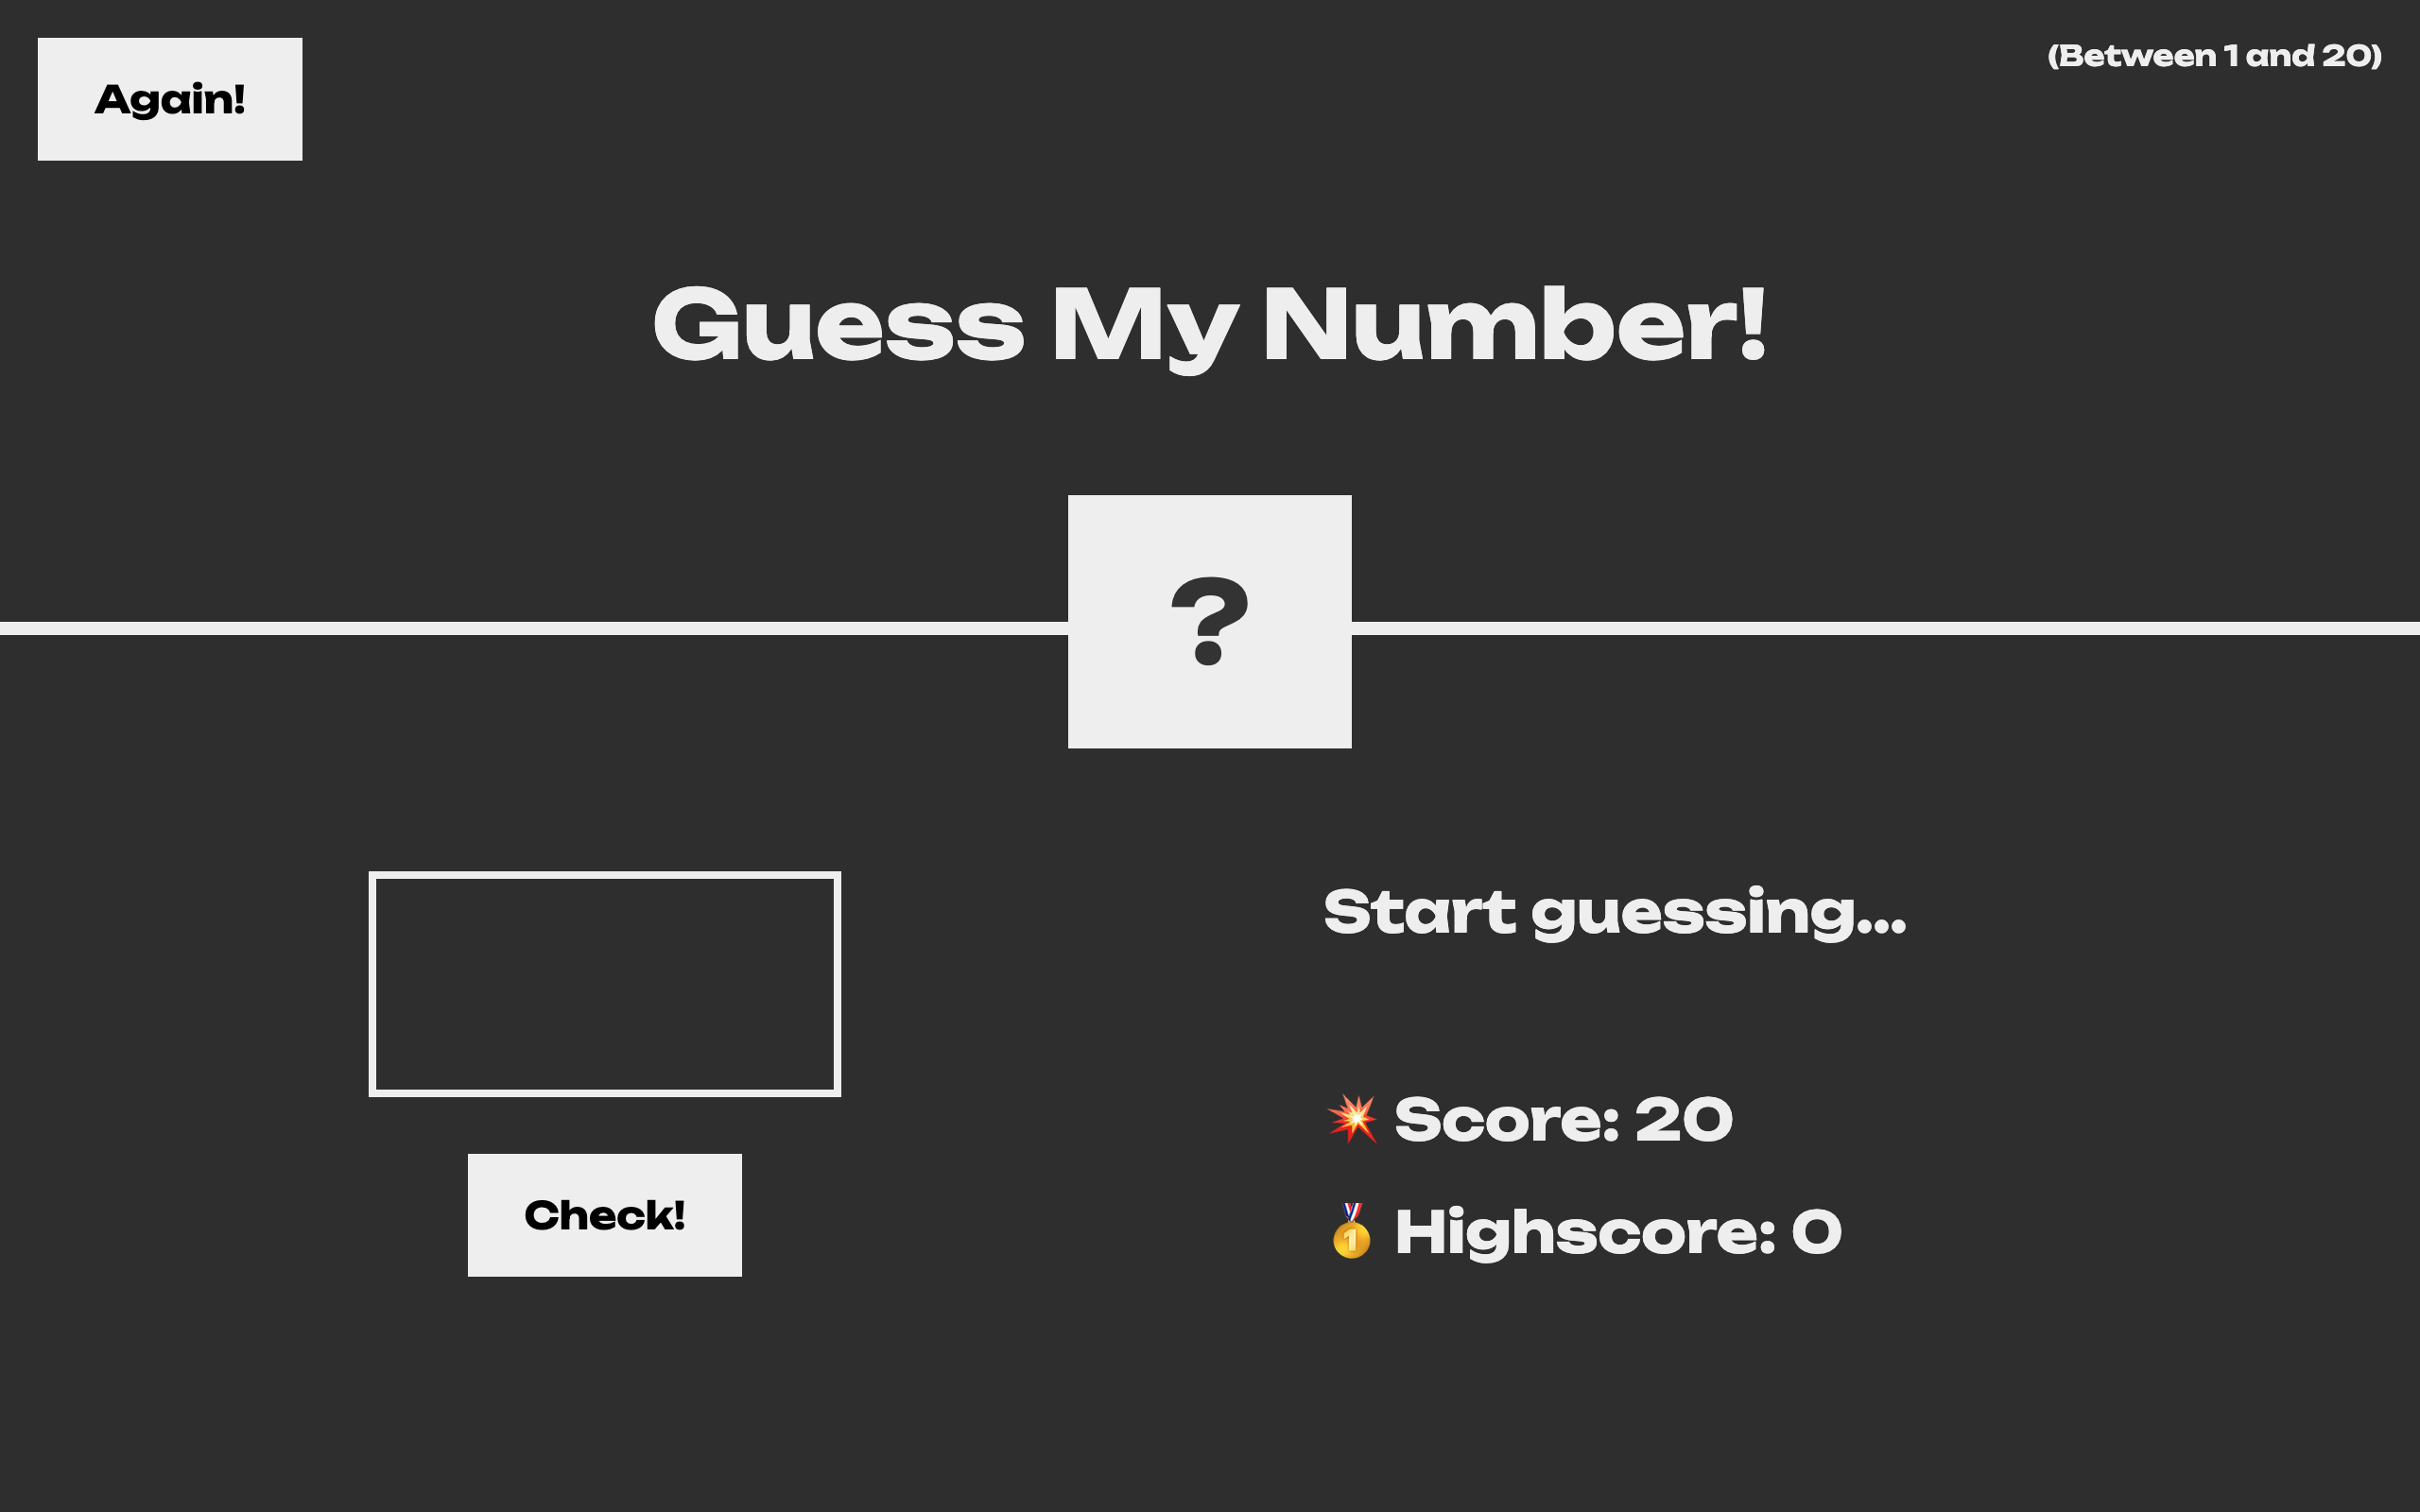 Again!
(Between 1 and 20)
Guess My Number!
?
Start guessing...
💥 Score: 20
🥇 Highscore: 0
Check!